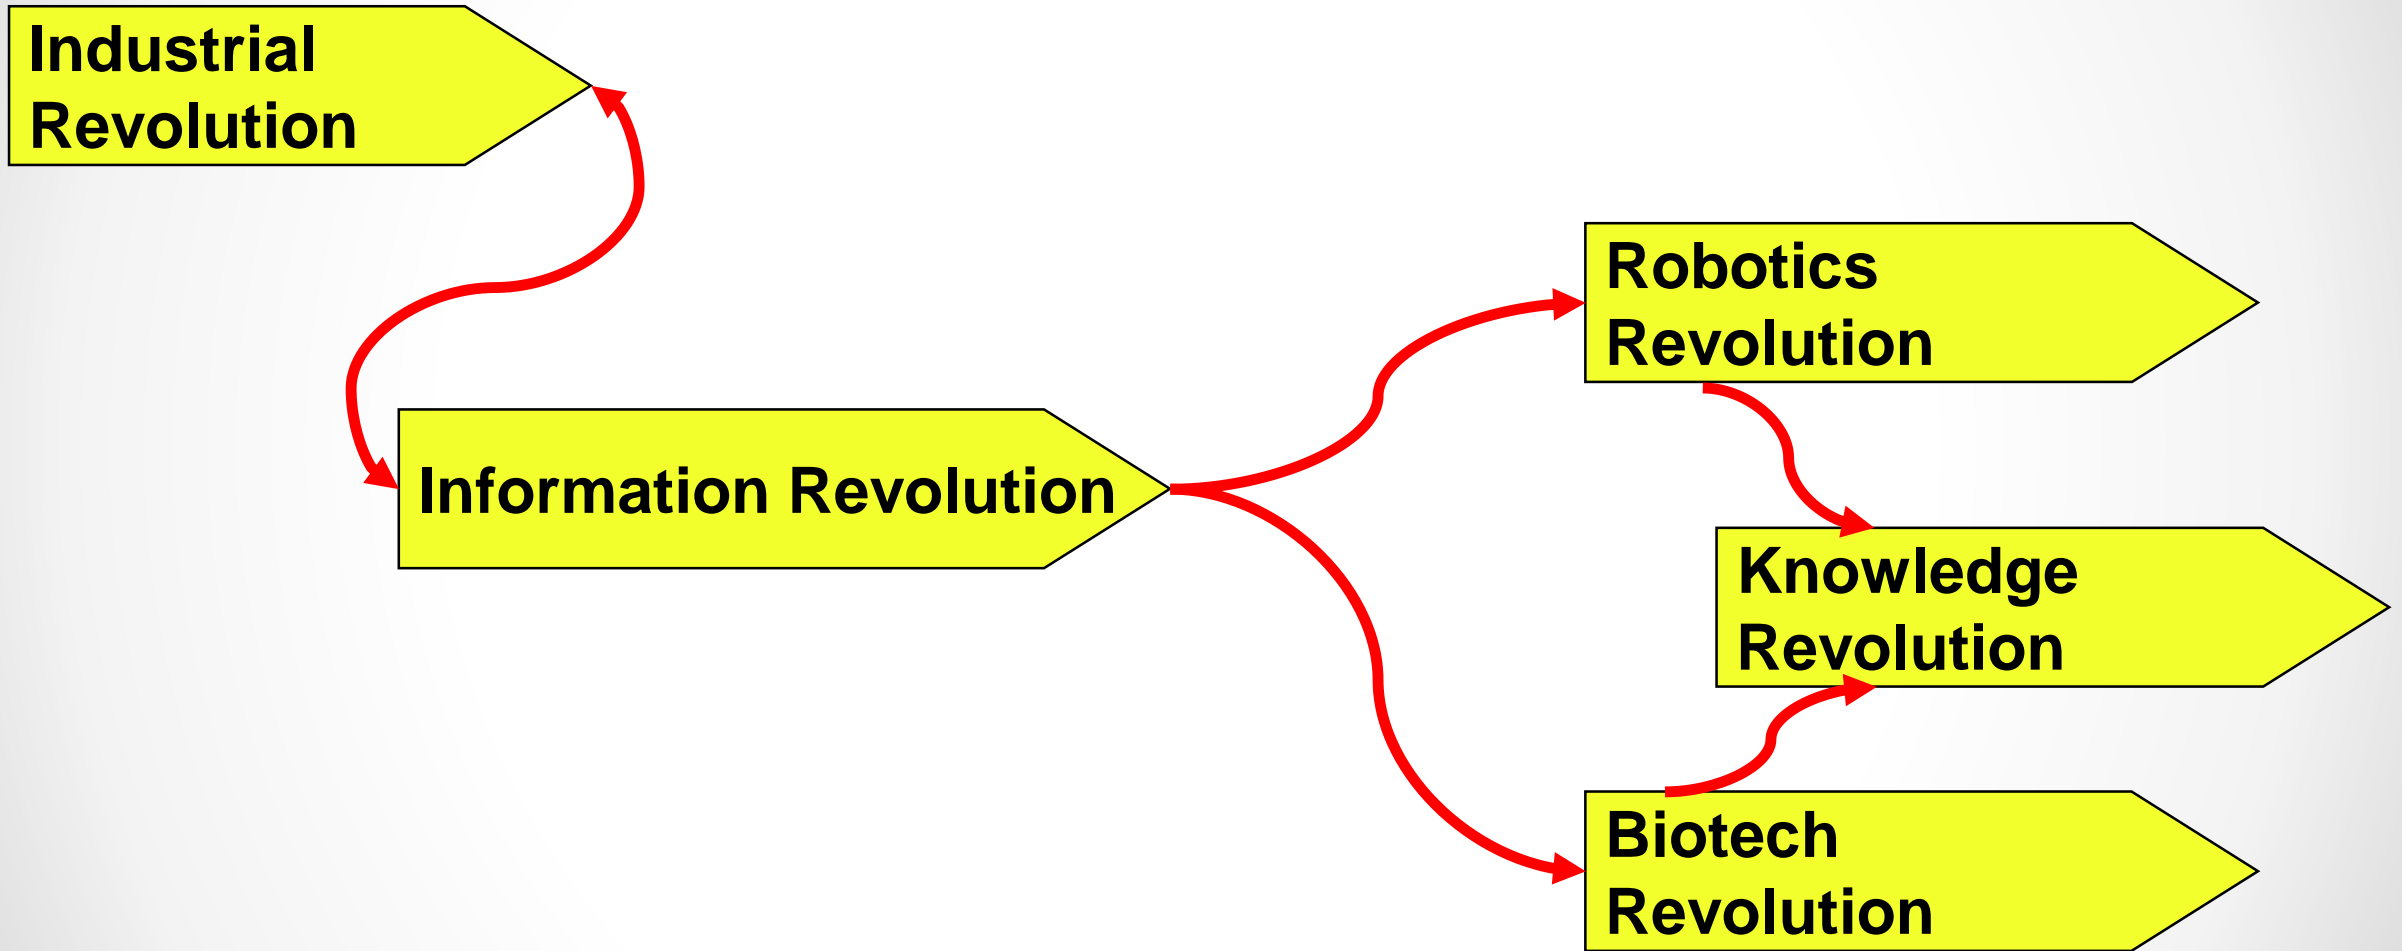 Industrial
Revolution
Information Revolution
Robotics
Revolution
Knowledge
Revolution
Biotech
Revolution